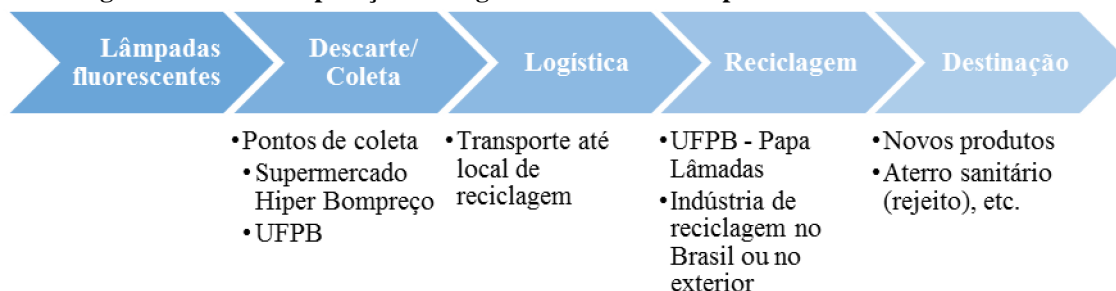 Lâmpadas
fluorescentes
Descarte/
Coleta
Logística
Reciclagem
Destinação
•Pontos de coleta
•Supermercado
Hiper Bompreço
•UFPB
•Transporte até
local de
reciclagem
•UFPB - Papa
Lâmadas
•Indústria de
reciclagem no
Brasil ou no
exterior
•Novos produtos
•Aterro sanitário
(rejeito), etc.